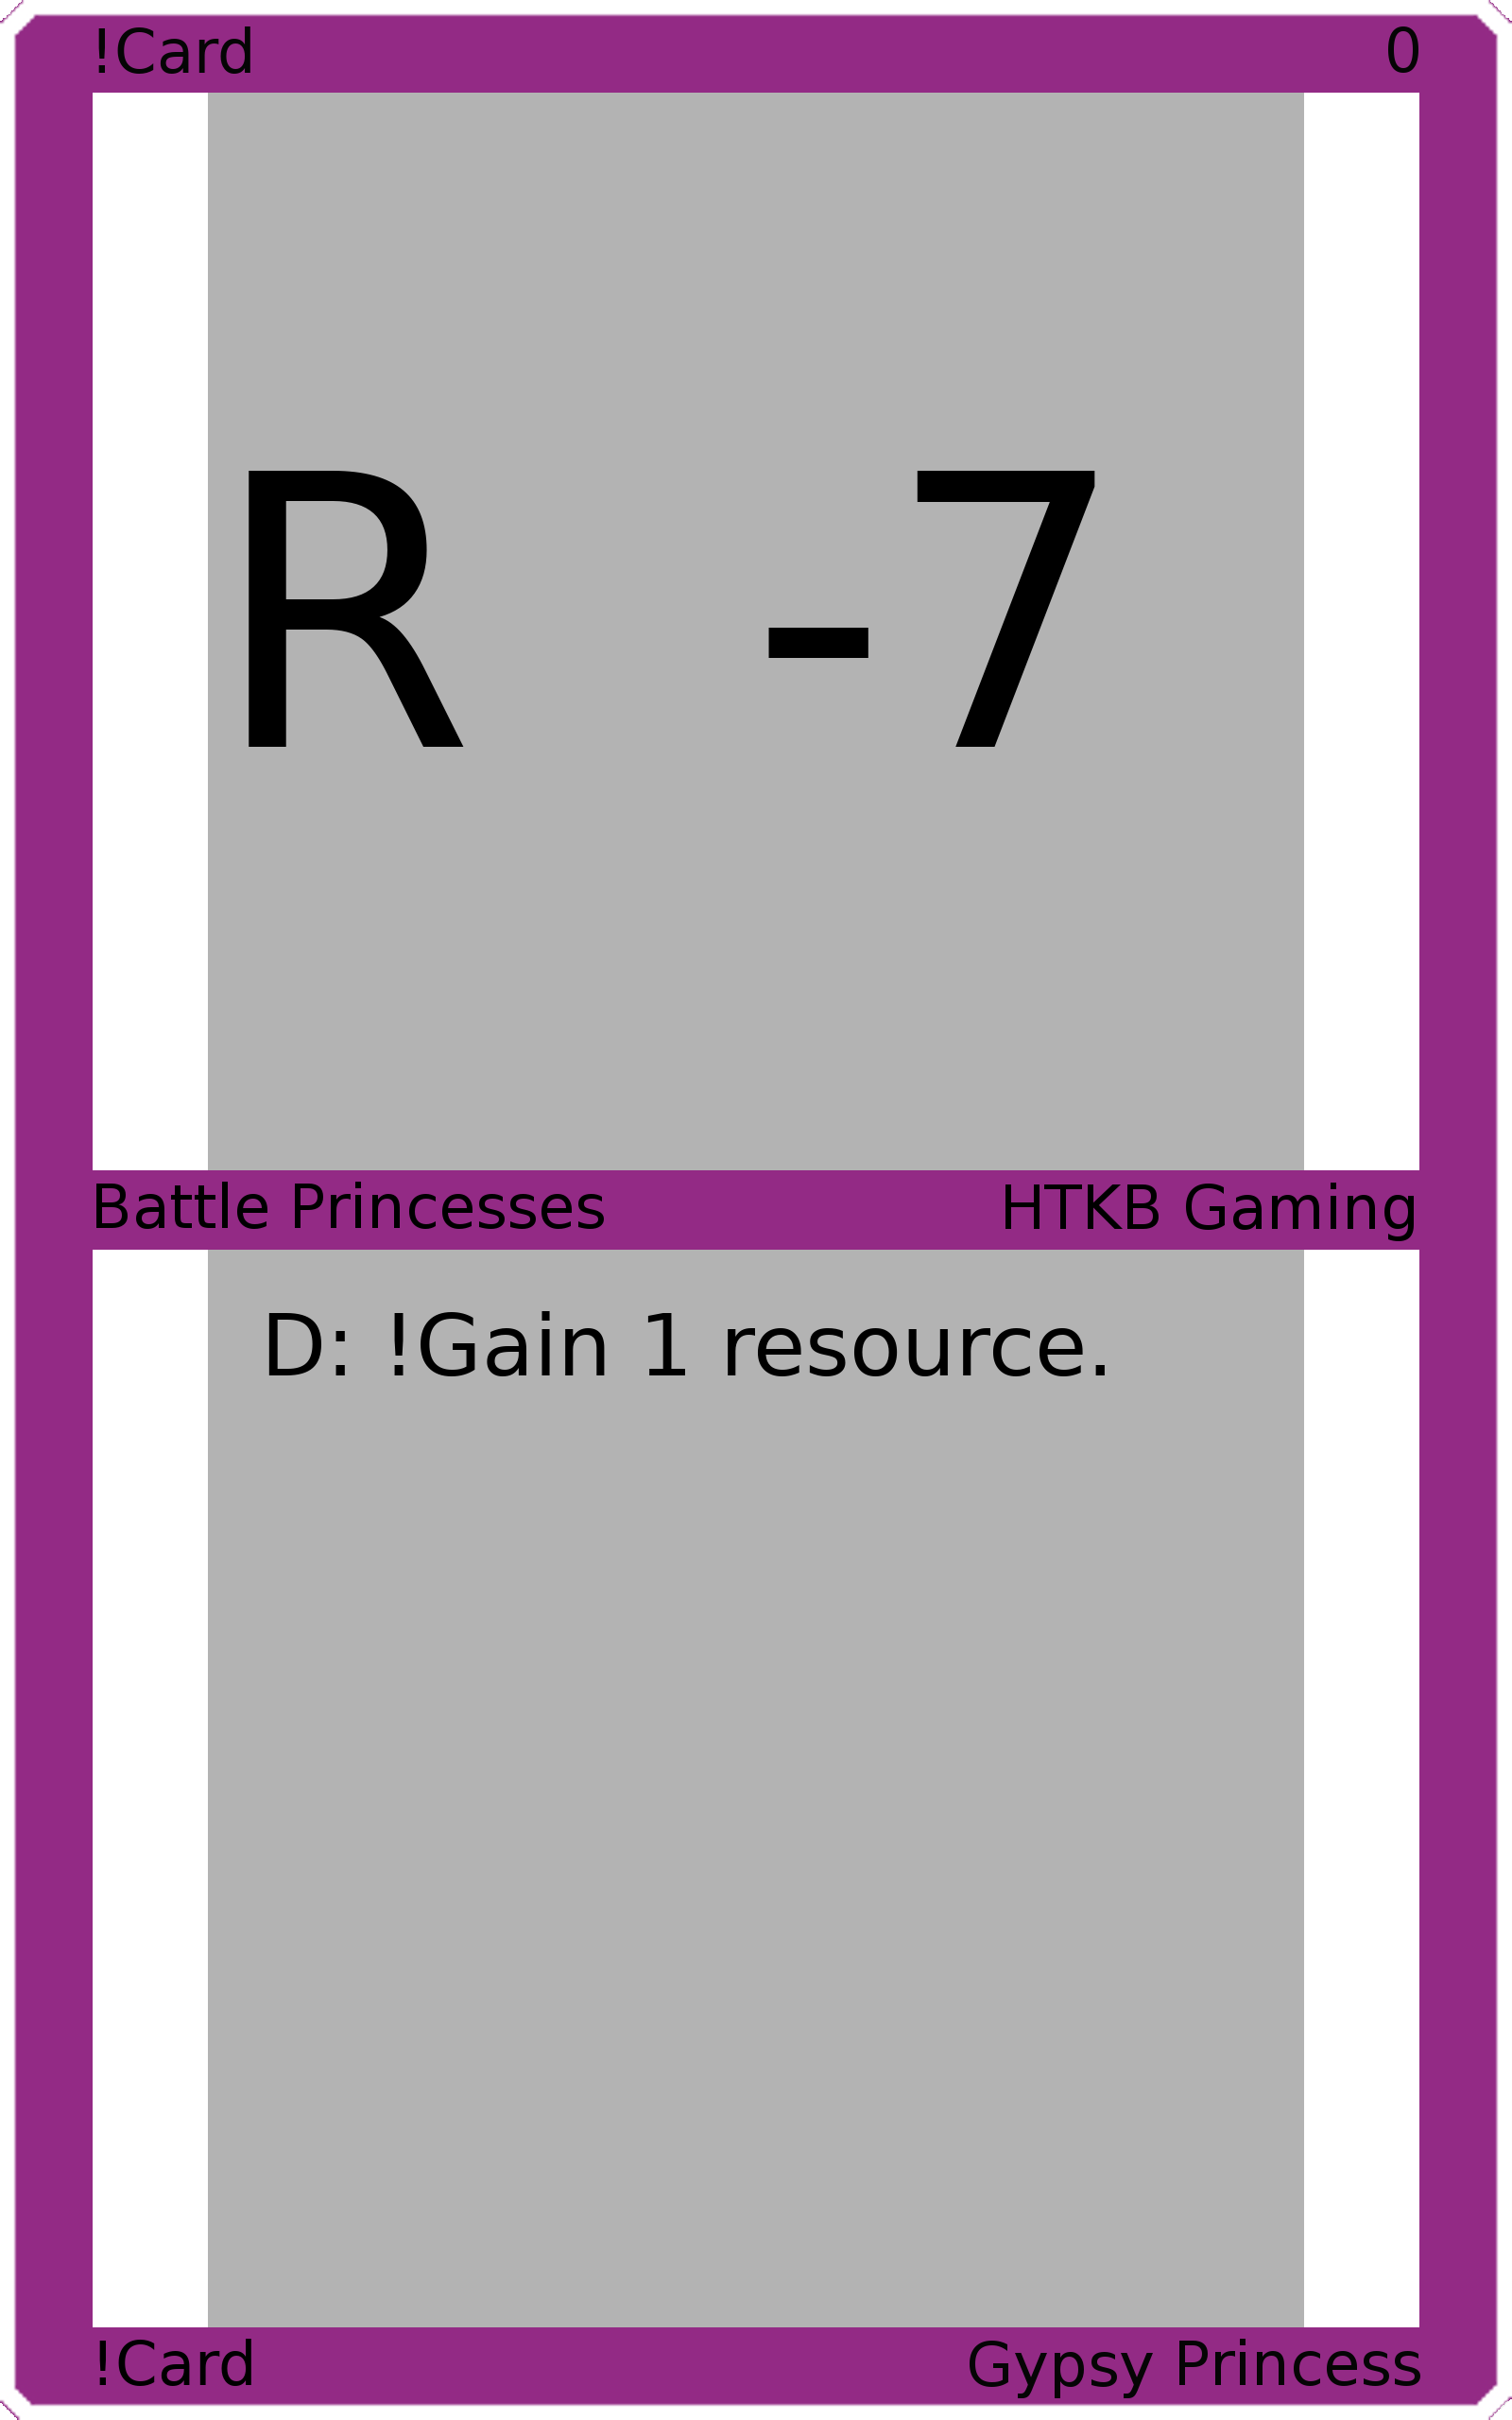 !Card 0
R -7
Battle Princesses HTKB Gaming
D: !Gain 1 resource.
!Card Gypsy Princess